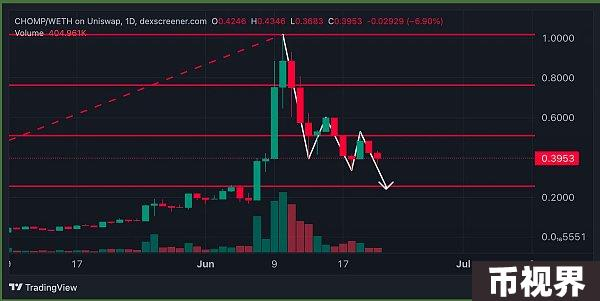 CHOMP/WETH on Uniswap, 1D, dexscreener.com O0.4246 H0.4346 L0.3683 C0.3953 -0.02929 (-6.90%)
Volume 404.961K
1.0000
0.8000
0.6000
0.3953
0.2000
0.0₉5551
17
Jun
9
17
Jul
TradingView
币视界